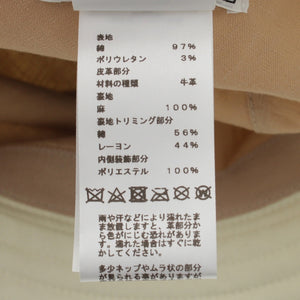 表地
綿 97%
ポリウレタン 3%
皮革部分
材料の種類 牛革
裏地
麻 100%
裏地トリミング部分
綿 56%
レーヨン 44%
内側装飾部分
ポリエステル 100%
雨や汗などにより濡れたま
ま放置しますと、革部分か
ら色がにじむ恐れがありま
す。濡れた場合はすぐに乾
かしてください。
多少ネップやムラ状の部分